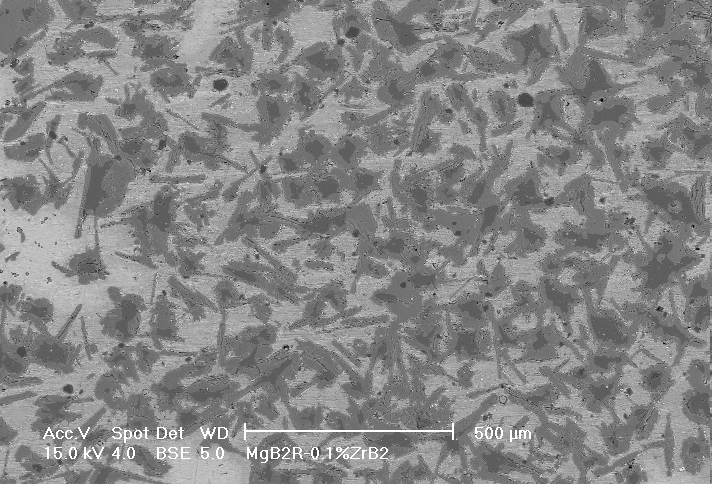 Acc.V Spot Det WD 500 µm
15.0 kV 4.0 BSE 5.0 MgB2R-0.1%ZrB2